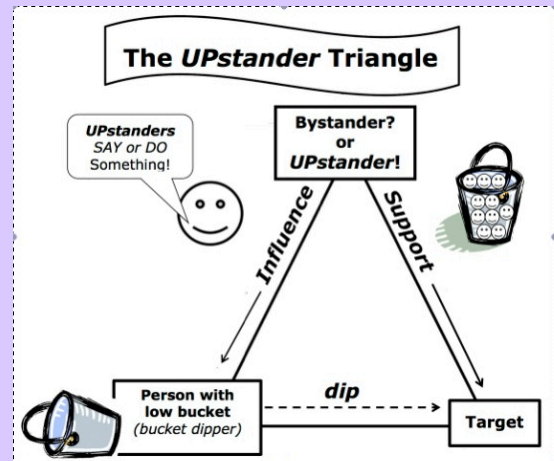 The UPstander Triangle
UPstanders
SAY or DO
Something!
Bystander?
or
UPstander!
Influence
Support
Person with
low bucket
(bucket dipper)
dip
Target